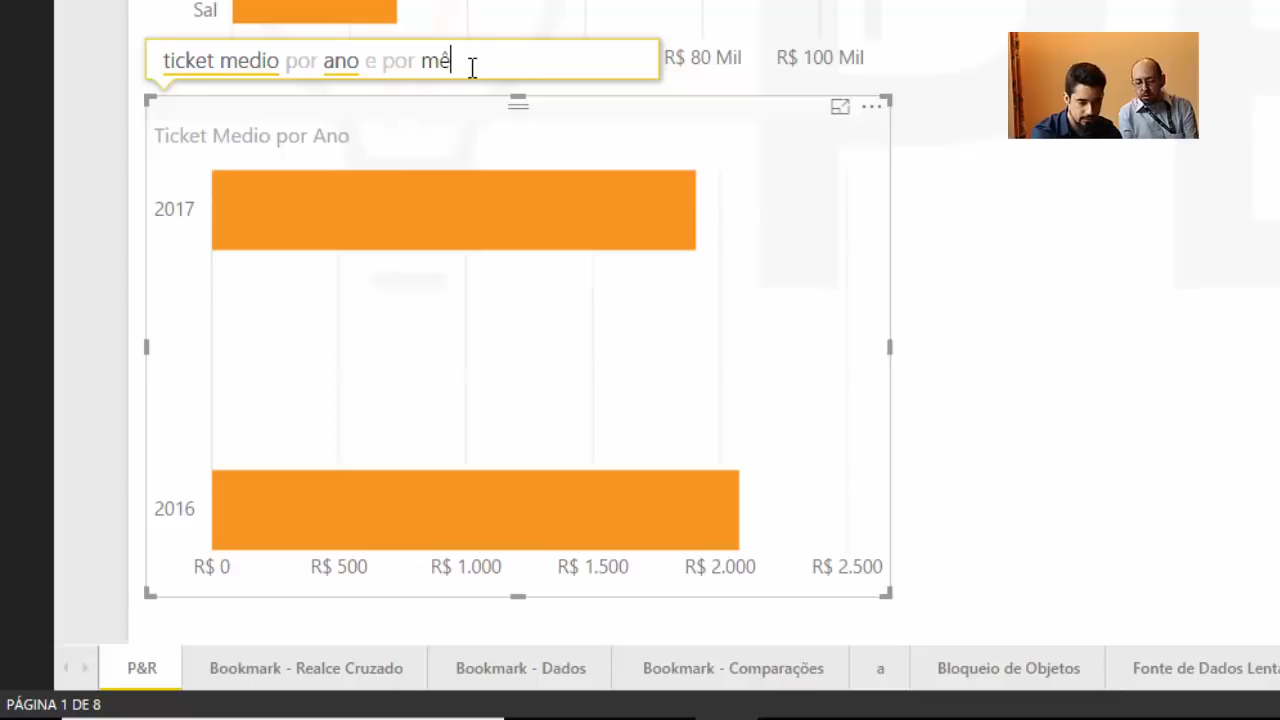 Sal
R$ 80 Mil R$ 100 Mil
ticket medio por ano e por mê
Ticket Medio por Ano
2017
2016
R$ 0 R$ 500 R$ 1.000 R$ 1.500 R$ 2.000 R$ 2.500
P&R Bookmark - Realce Cruzado Bookmark - Dados Bookmark - Comparações a Bloqueio de Objetos Fonte de Dados Lenta
PÁGINA 1 DE 8